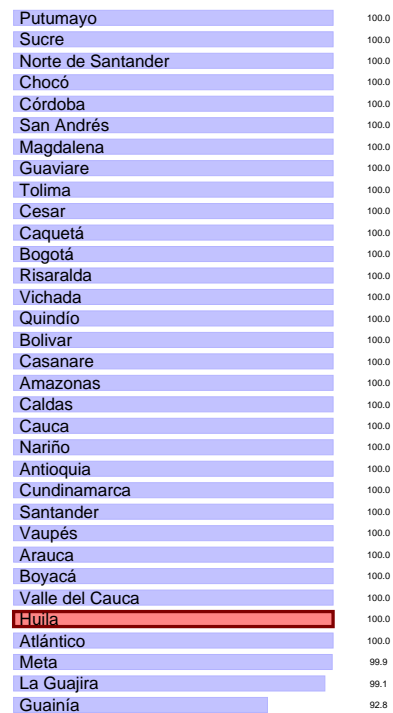 Putumayo 100.0
Sucre 100.0
Norte de Santander 100.0
Chocó 100.0
Córdoba 100.0
San Andrés 100.0
Magdalena 100.0
Guaviare 100.0
Tolima 100.0
Cesar 100.0
Caquetá 100.0
Bogotá 100.0
Risaralda 100.0
Vichada 100.0
Quindío 100.0
Bolivar 100.0
Casanare 100.0
Amazonas 100.0
Caldas 100.0
Cauca 100.0
Nariño 100.0
Antioquia 100.0
Cundinamarca 100.0
Santander 100.0
Vaupés 100.0
Arauca 100.0
Boyacá 100.0
Valle del Cauca 100.0
Huila 100.0
Atlántico 100.0
Meta 99.9
La Guajira 99.1
Guainía 92.8